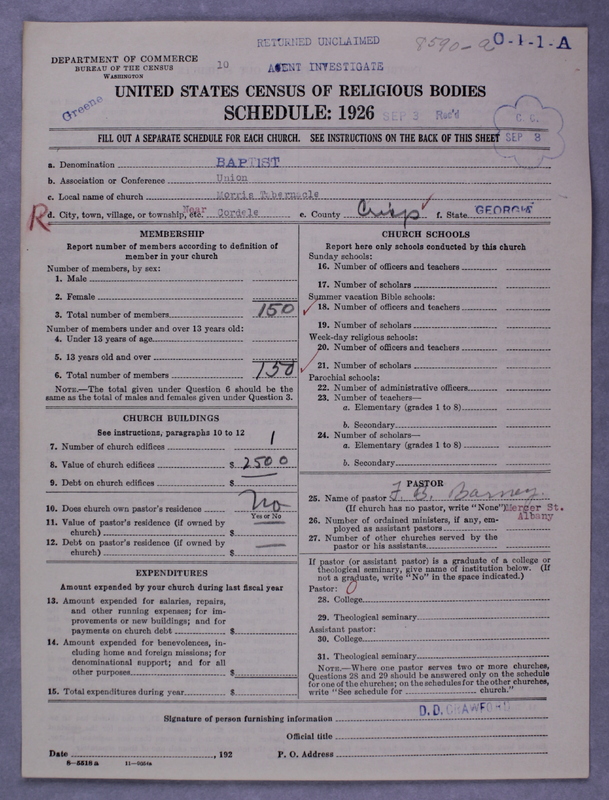 RETURNED UNCLAIMED
8590-a
O-1-1-A
DEPARTMENT OF COMMERCE
BUREAU OF THE CENSUS
WASHINGTON
10
AGENT INVESTIGATE
UNITED STATES CENSUS OF RELIGIOUS BODIES
Greene
SCHEDULE: 1926
SEP 3 Rec'd
C. C.
SEP 3
FILL OUT A SEPARATE SCHEDULE FOR EACH CHURCH. SEE INSTRUCTIONS ON THE BACK OF THIS SHEET
a. Denomination BAPTIST
b. Association or Conference Union
c. Local name of church Morris Tabernacle
R d. City, town, village, or township, etc. Near Cordele e. County Crisp f. State GEORGIA
MEMBERSHIP
Report number of members according to definition of
member in your church
Number of members, by sex:
1. Male
2. Female
3. Total number of members 150
Number of members under and over 13 years old:
4. Under 13 years of age
5. 13 years old and over
6. Total number of members 150
NOTE.—The total given under Question 6 should be the
same as the total of males and females given under Question 3.
CHURCH BUILDINGS
See instructions, paragraphs 10 to 12
7. Number of church edifices 1
8. Value of church edifices $ 2500
9. Debt on church edifices $
10. Does church own pastor's residence No
Yes or No
11. Value of pastor's residence (if owned by
church) $
12. Debt on pastor's residence (if owned by
church) $
EXPENDITURES
Amount expended by church during last fiscal year
13. Amount expended for salaries, repairs,
and other running expenses; for im-
provements or new buildings; and for
payments on church debt $
14. Amount expended for benevolences, in-
cluding home and foreign missions; for
denominational support; and for all
other purposes $
15. Total expenditures during year $
CHURCH SCHOOLS
Report here only schools conducted by this church
Sunday schools:
16. Number of officers and teachers
17. Number of scholars
Summer vacation Bible schools:
18. Number of officers and teachers
19. Number of scholars
Week-day religious schools:
20. Number of officers and teachers
21. Number of scholars
Parochial schools:
22. Number of administrative officers
23. Number of teachers—
a. Elementary (grades 1 to 8)
b. Secondary
24. Number of scholars—
a. Elementary (grades 1 to 8)
b. Secondary
PASTOR
25. Name of pastor F. B. Barney
(If church has no pastor, write "None") Mercer St.
Albany
26. Number of ordained ministers, if any, em-
ployed as assistant pastors
27. Number of other churches served by the
pastor or his assistants
If pastor (or assistant pastor) is a graduate of a college or
theological seminary, give name of institution below. (If
not a graduate, write "No" in the space indicated.)
Pastor:
28. College
29. Theological seminary
Assistant pastor:
30. College
31. Theological seminary
NOTE.—Where one pastor serves two or more churches,
Questions 28 and 29 should be answered only on the schedule
for one of the churches; on the schedules for the other churches,
write "See schedule for church."
Signature of person furnishing information D. D. CRAWFORD
Official title
Date , 192 P. O. Address
8—5518 a 11—9054a